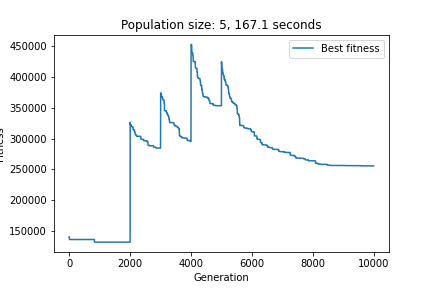 Population size: 5, 167.1 seconds
Best fitness
450000
400000
350000
300000
250000
200000
150000
Fitness
0 2000 4000 6000 8000 10000
Generation